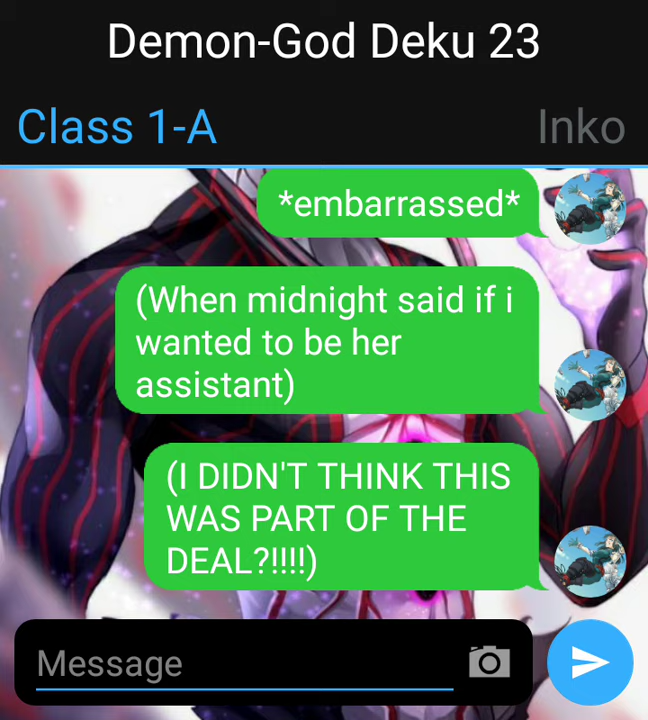 Demon-God Deku 23
Class 1-A
Inko
*embarrassed*
(When midnight said if i
wanted to be her
assistant)
(I DIDN'T THINK THIS
WAS PART OF THE
DEAL?!!!!)
Message